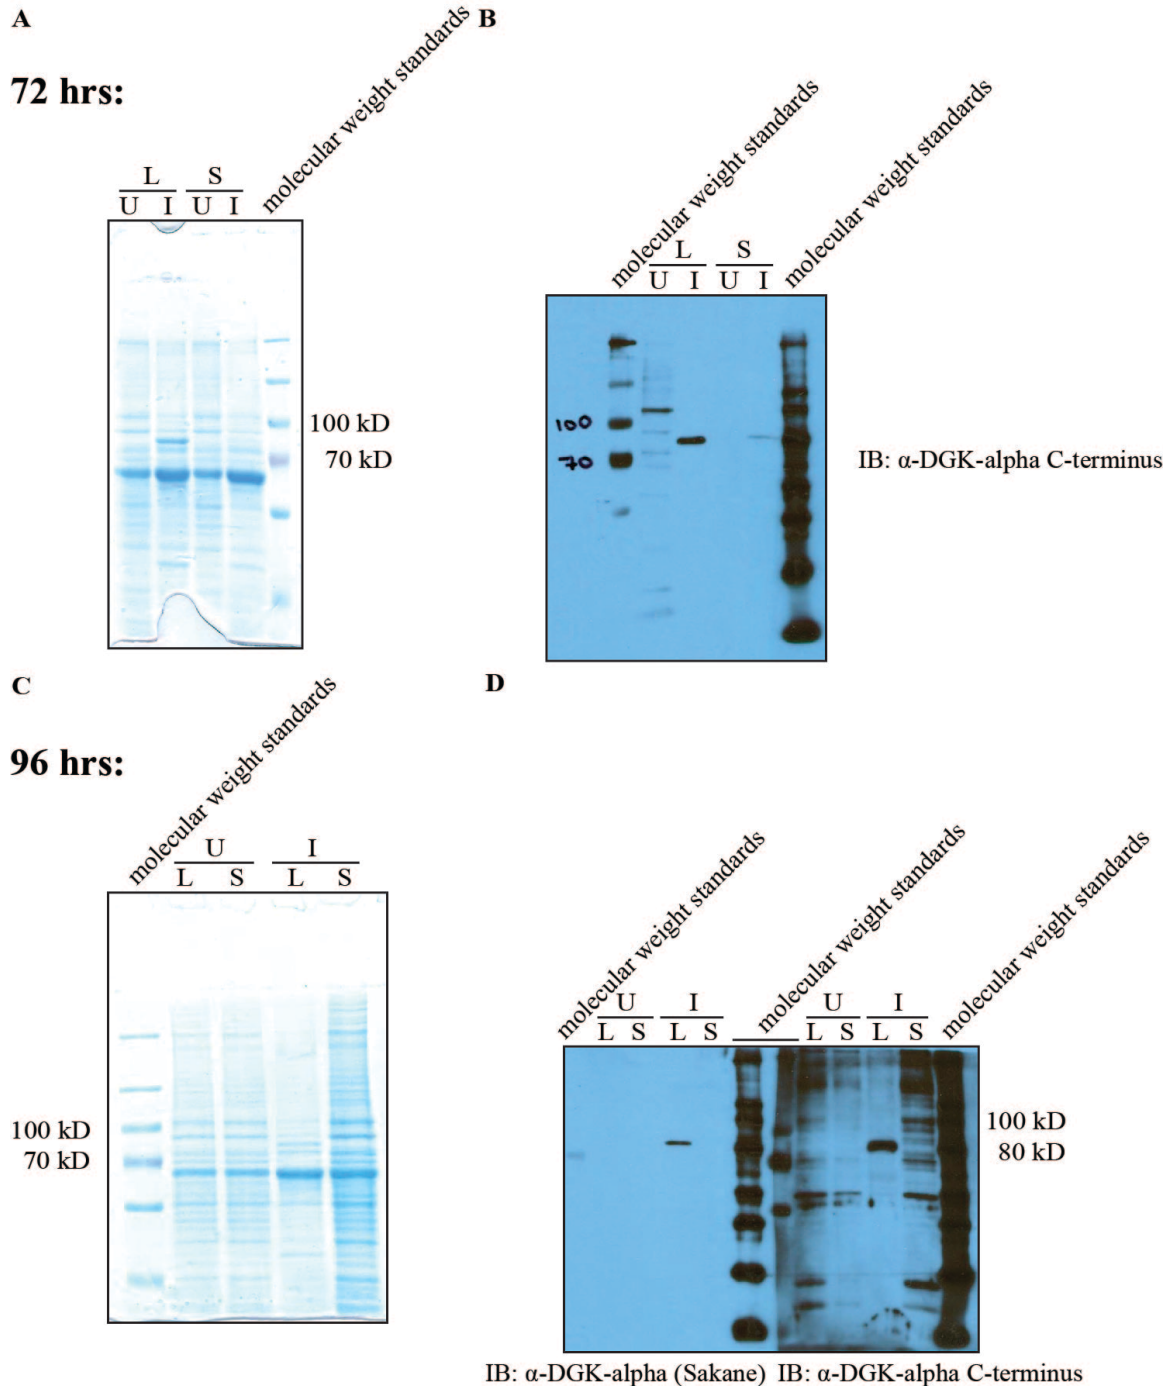 A
72 hrs:
molecular weight standards
L S
U I U I
100 kD
70 kD
B
molecular weight standards
molecular weight standards
L S
U I U I
100
70
IB: α-DGK-alpha C-terminus
C
96 hrs:
molecular weight standards
U I
L S L S
100 kD
70 kD
D
molecular weight standards
molecular weight standards
molecular weight standards
U I U I
L S L S L S L S
100 kD
80 kD
IB: α-DGK-alpha (Sakane) IB: α-DGK-alpha C-terminus